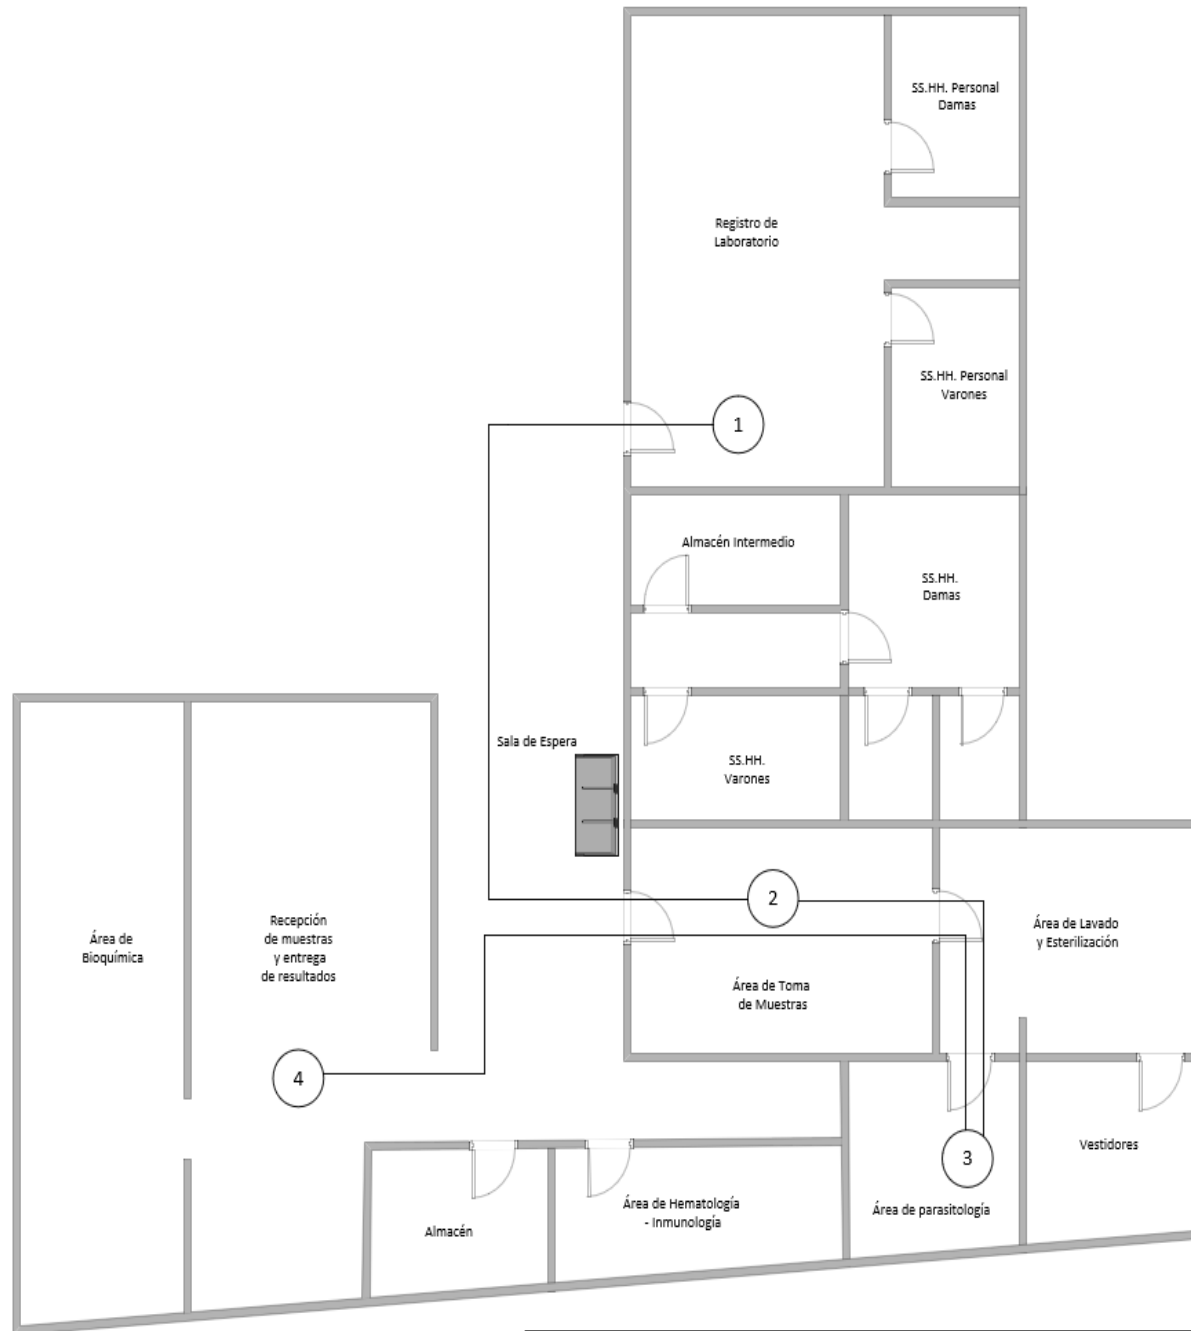 SS.HH. Personal
Damas
Registro de
Laboratorio
SS.HH. Personal
Varones
1
Almacén Intermedio
SS.HH.
Damas
Sala de Espera
SS.HH.
Varones
2
Recepción
de muestras
y entrega
de resultados
Área de
Bioquímica
Área de Lavado
y Esterilización
Área de Toma
de Muestras
4
3
Vestidores
Área de Hematología
- Inmunología
Área de parasitología
Almacén